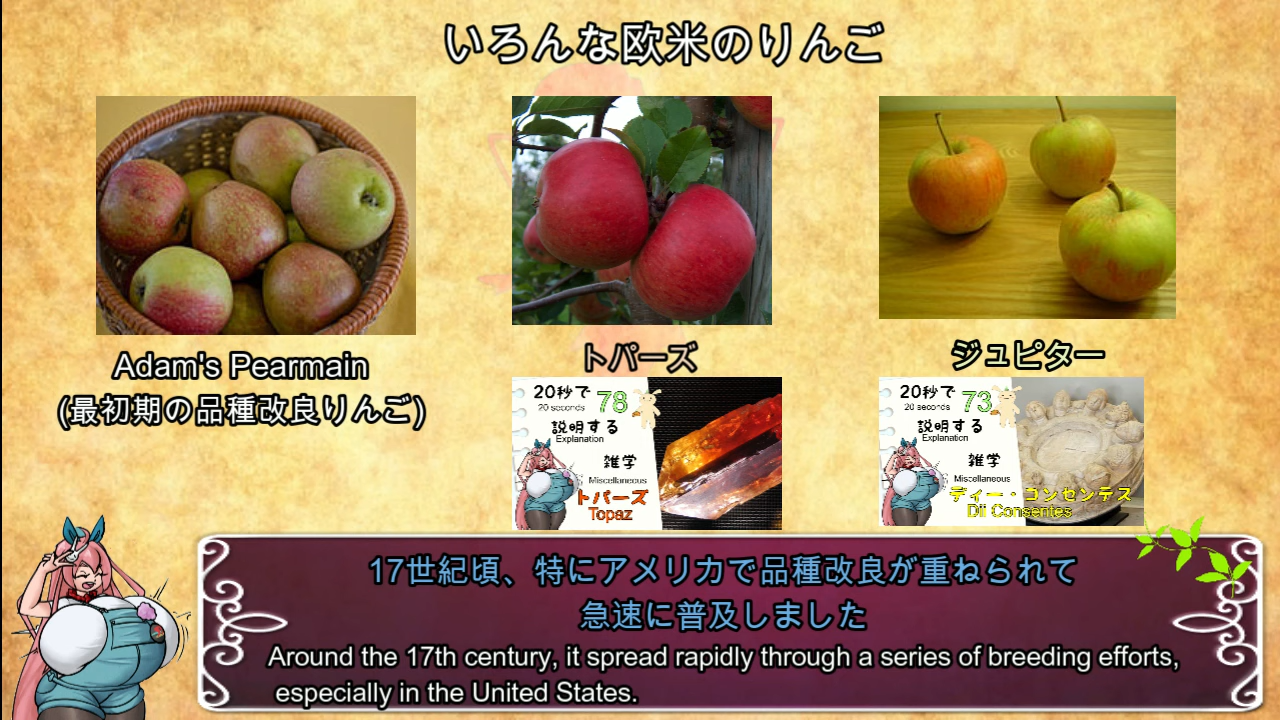 いろんな欧米のりんご
Adam's Pearmain
(最初期の品種改良りんご)
トパーズ
ジュピター
20秒で
20 seconds
78
説明する
Explanation
雑学
Miscellaneous
トパーズ
Topaz
20秒で
20 seconds
73
説明する
Explanation
雑学
Miscellaneous
ディー・コンセンテス
Dii Consentes
17世紀頃、特にアメリカで品種改良が重ねられて
急速に普及しました
Around the 17th century, it spread rapidly through a series of breeding efforts,
especially in the United States.